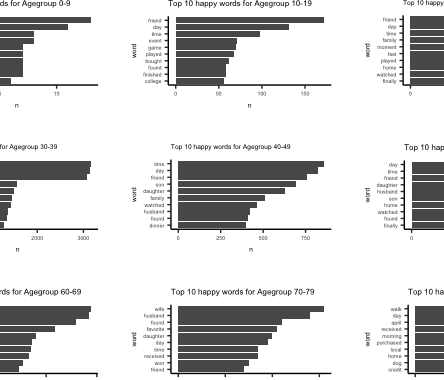 ds for Agegroup 0-9
Top 10 happy words for Agegroup 10-19
Top 10 happy words
word
friend
day
time
event
game
played
bought
found
finished
college
word
friend
day
time
family
moment
had
played
home
watched
finally
10
0
50
100
150
0
n
n
for Agegroup 30-39
Top 10 happy words for Agegroup 40-49
Top 10 hap
word
time
day
friend
son
daughter
family
watched
husband
found
dinner
word
day
time
friend
daughter
husband
son
home
watched
found
finally
2000
3000
0
250
500
750
0
n
n
rds for Agegroup 60-69
Top 10 happy words for Agegroup 70-79
Top 10 ha
word
wife
husband
found
favorite
daughter
day
time
received
won
friend
word
walk
day
april
received
morning
purchased
local
home
dog
credit